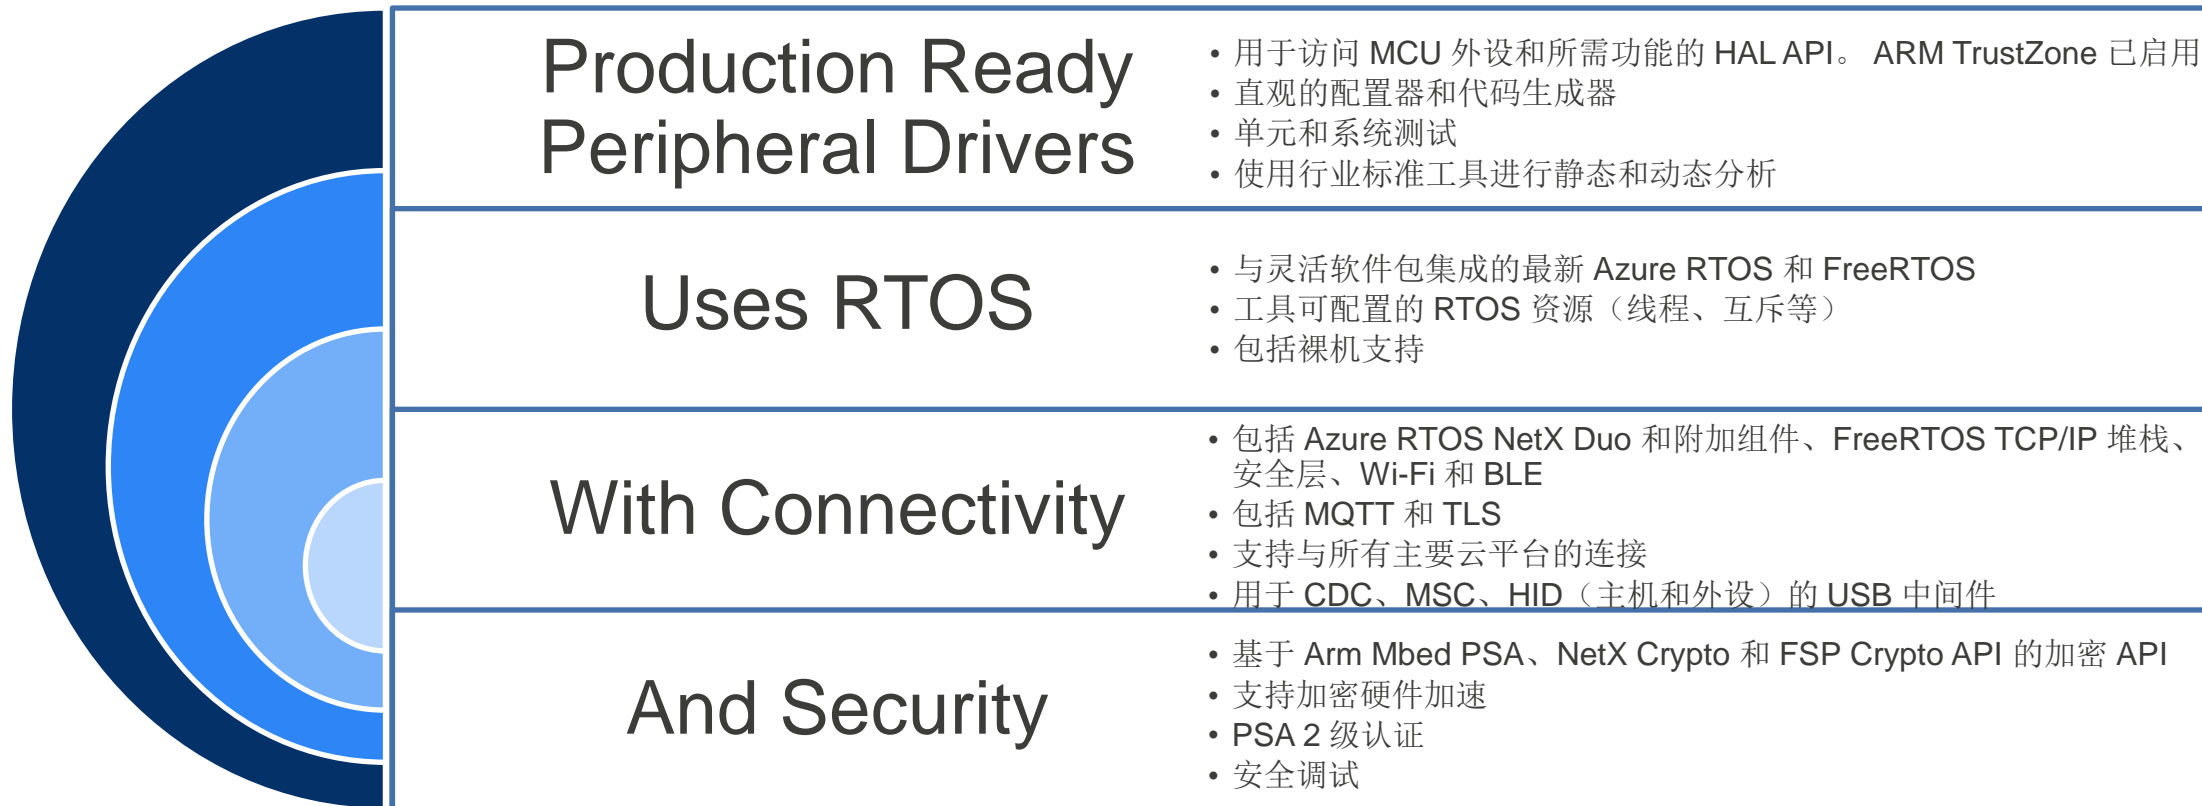 Production Ready
Peripheral Drivers
• 用于访问 MCU 外设和所需功能的 HAL API。 ARM TrustZone 已启用
• 直观的配置器和代码生成器
• 单元和系统测试
• 使用行业标准工具进行静态和动态分析
Uses RTOS
• 与灵活软件包集成的最新 Azure RTOS 和 FreeRTOS
• 工具可配置的 RTOS 资源（线程、互斥等）
• 包括裸机支持
With Connectivity
• 包括 Azure RTOS NetX Duo 和附加组件、FreeRTOS TCP/IP 堆栈、
安全层、Wi-Fi 和 BLE
• 包括 MQTT 和 TLS
• 支持与所有主要云平台的连接
• 用于 CDC、MSC、HID（主机和外设）的 USB 中间件
And Security
• 基于 Arm Mbed PSA、NetX Crypto 和 FSP Crypto API 的加密 API
• 支持加密硬件加速
• PSA 2 级认证
• 安全调试